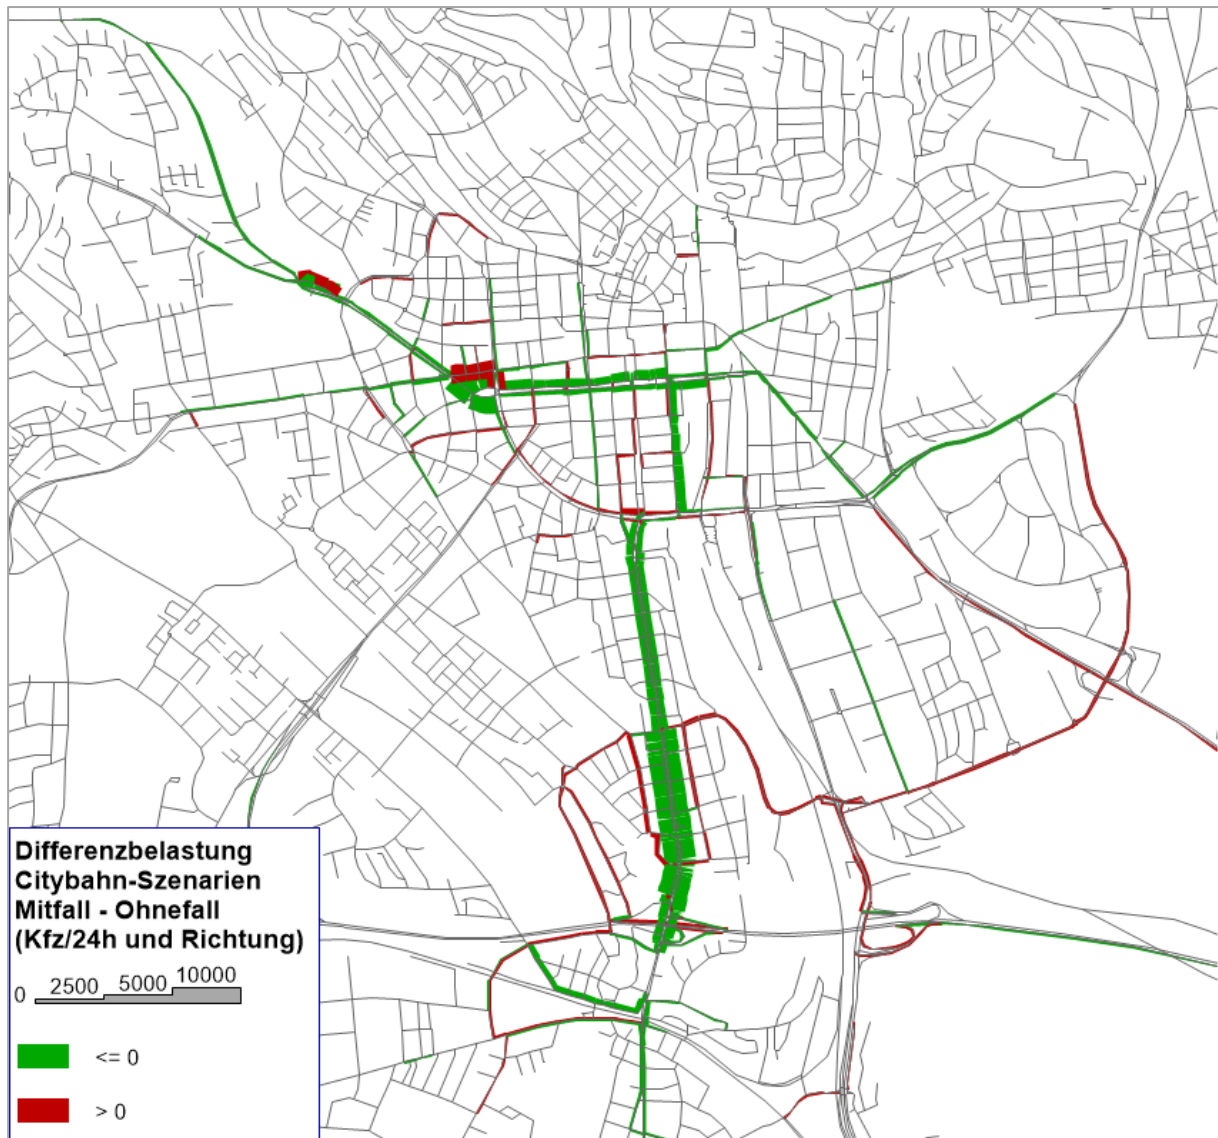 Differenzbelastung
Citybahn-Szenarien
Mitfall - Ohnefall
(Kfz/24h und Richtung)
0 2500 5000 10000
<= 0
> 0